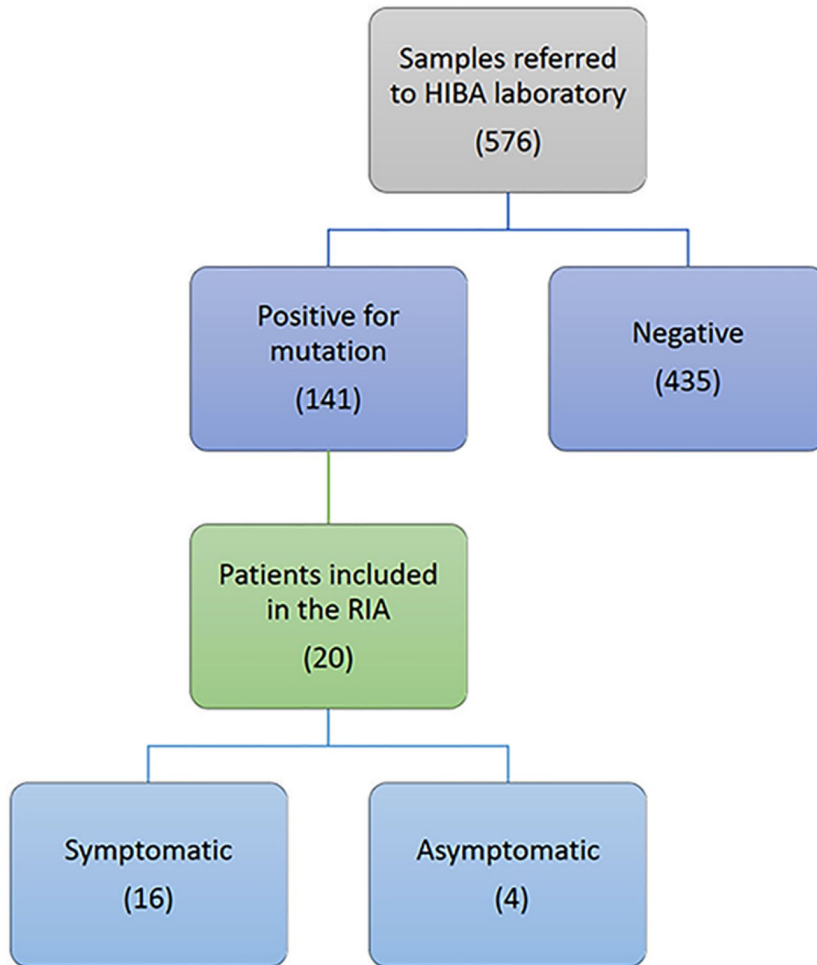 Samples referred
to HIBA laboratory
(576)
Positive for
mutation
(141)
Negative
(435)
Patients included
in the RIA
(20)
Symptomatic
(16)
Asymptomatic
(4)